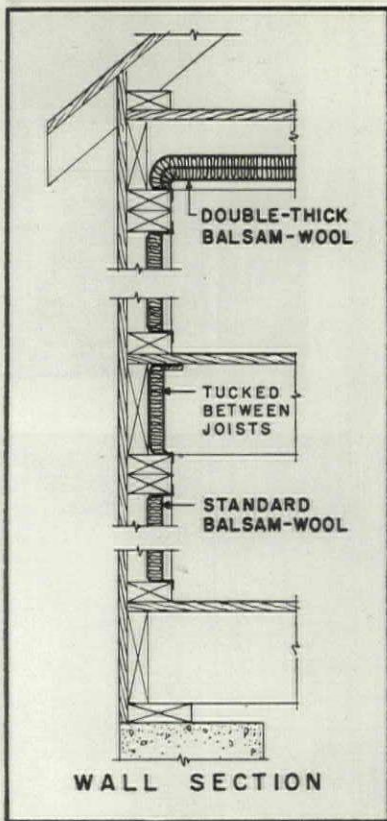 DOUBLE-THICK
BALSAM-WOOL
TUCKED
BETWEEN
JOISTS
STANDARD
BALSAM-WOOL
WALL SECTION